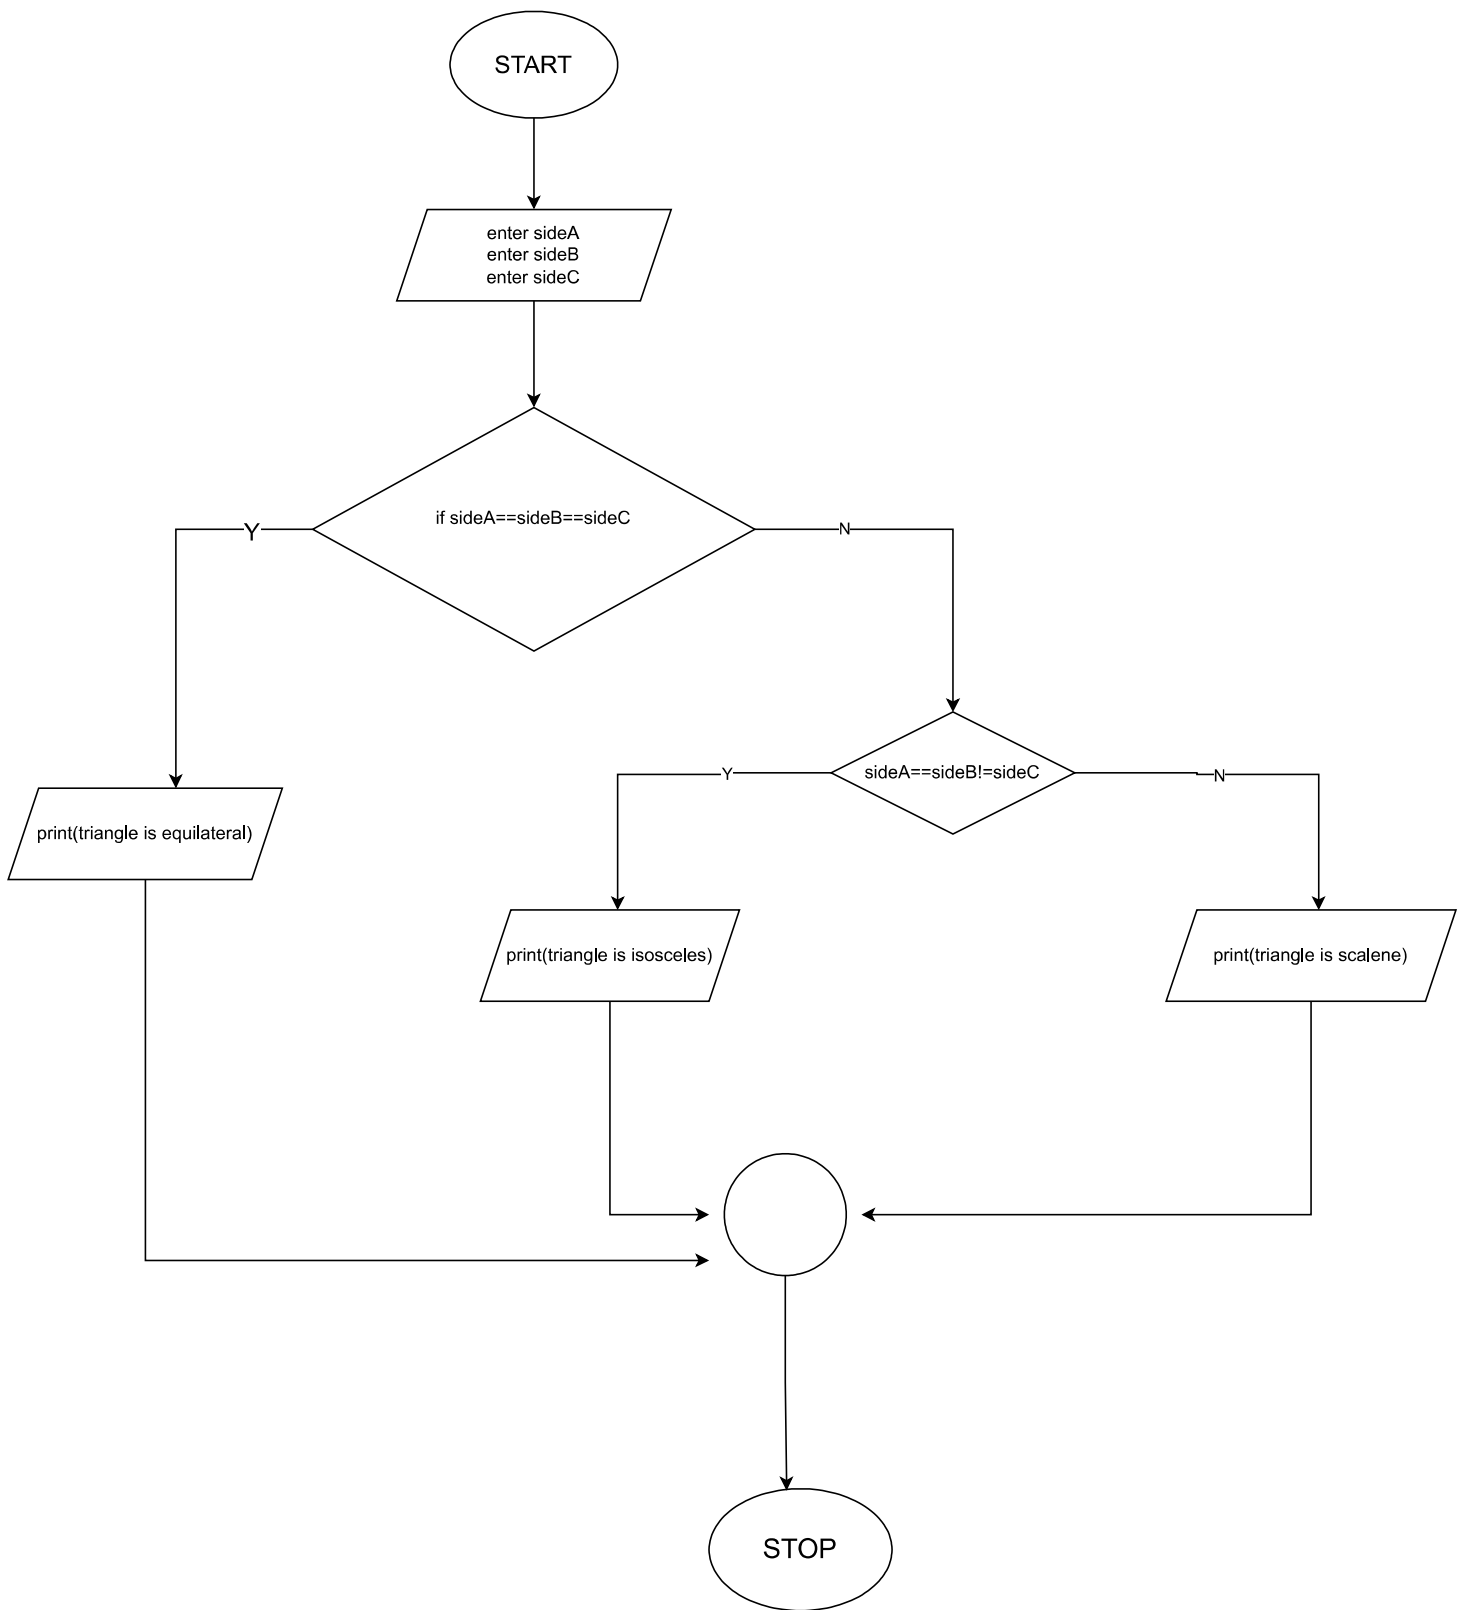 START
enter sideA
enter sideB
enter sideC
if sideA==sideB==sideC
Y
N
sideA==sideB!=sideC
Y
N
print(triangle is equilateral)
print(triangle is isosceles)
print(triangle is scalene)
STOP